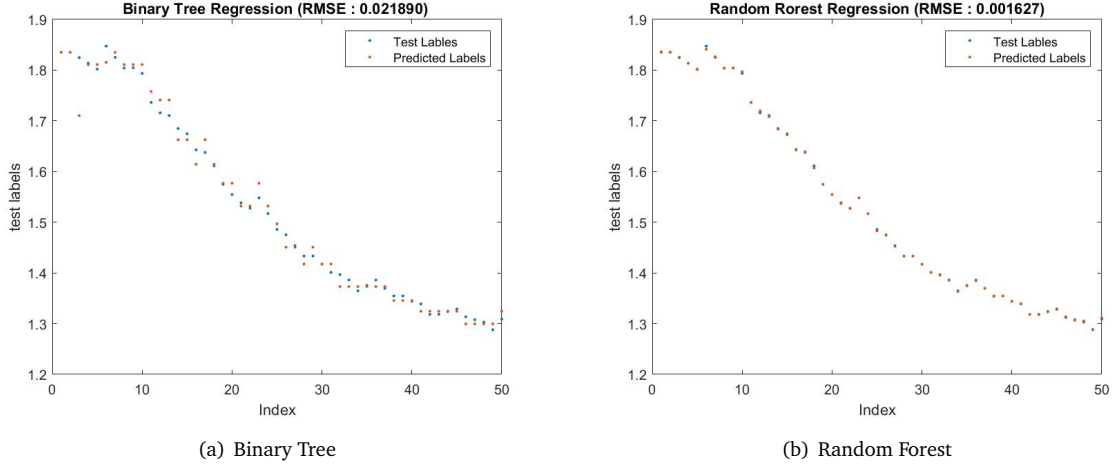 Binary Tree Regression (RMSE : 0.021890)
Test Lables
Predicted Labels
test labels
1.9
1.8
1.7
1.6
1.5
1.4
1.3
1.2
0
10
20
30
40
50
Index
(a) Binary Tree
Random Rorest Regression (RMSE : 0.001627)
Test Lables
Predicted Labels
test labels
1.9
1.8
1.7
1.6
1.5
1.4
1.3
1.2
0
10
20
30
40
50
Index
(b) Random Forest